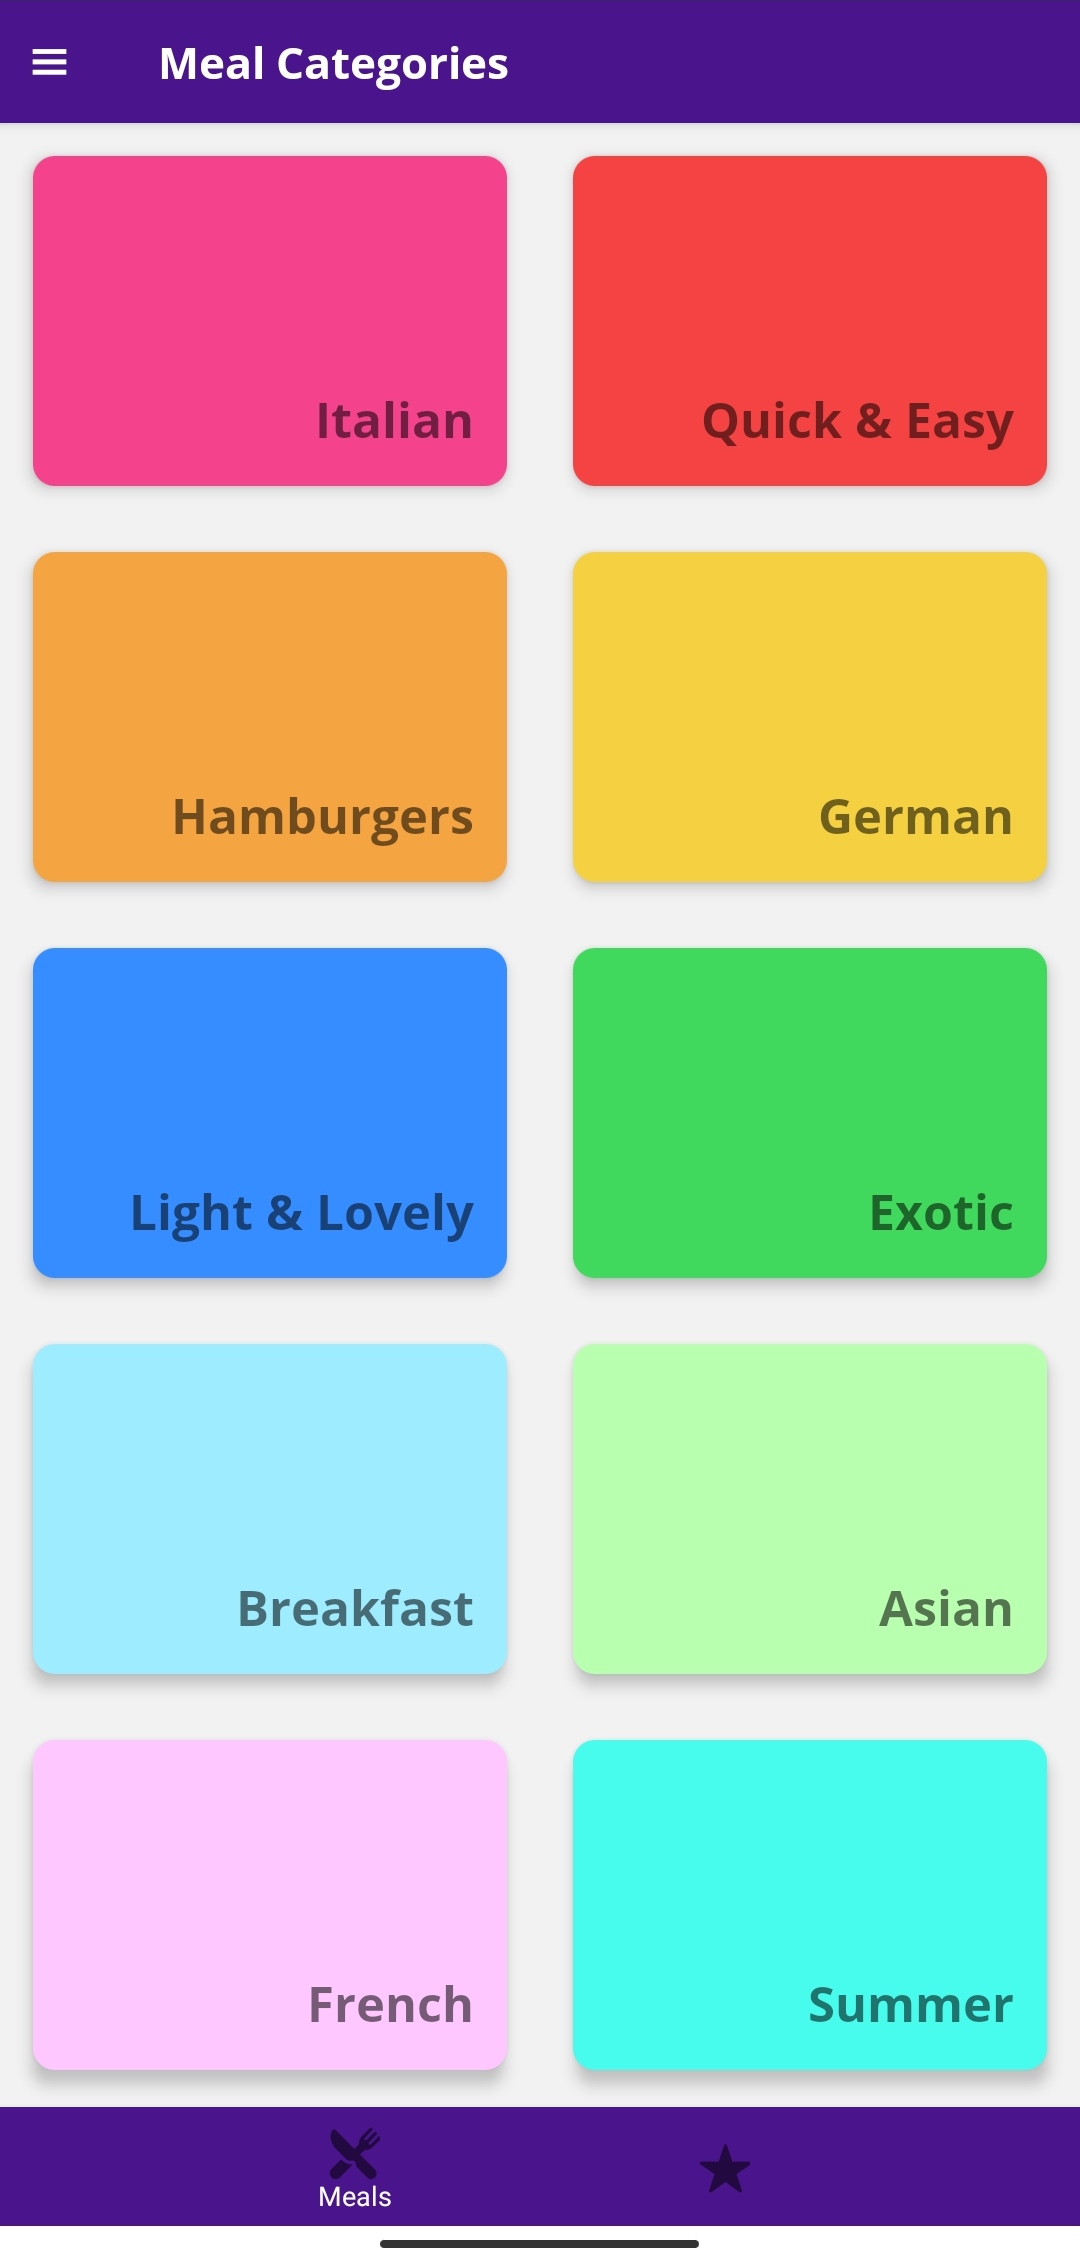 Meal Categories
Italian
Quick & Easy
Hamburgers
German
Light & Lovely
Exotic
Breakfast
Asian
French
Summer
Meals